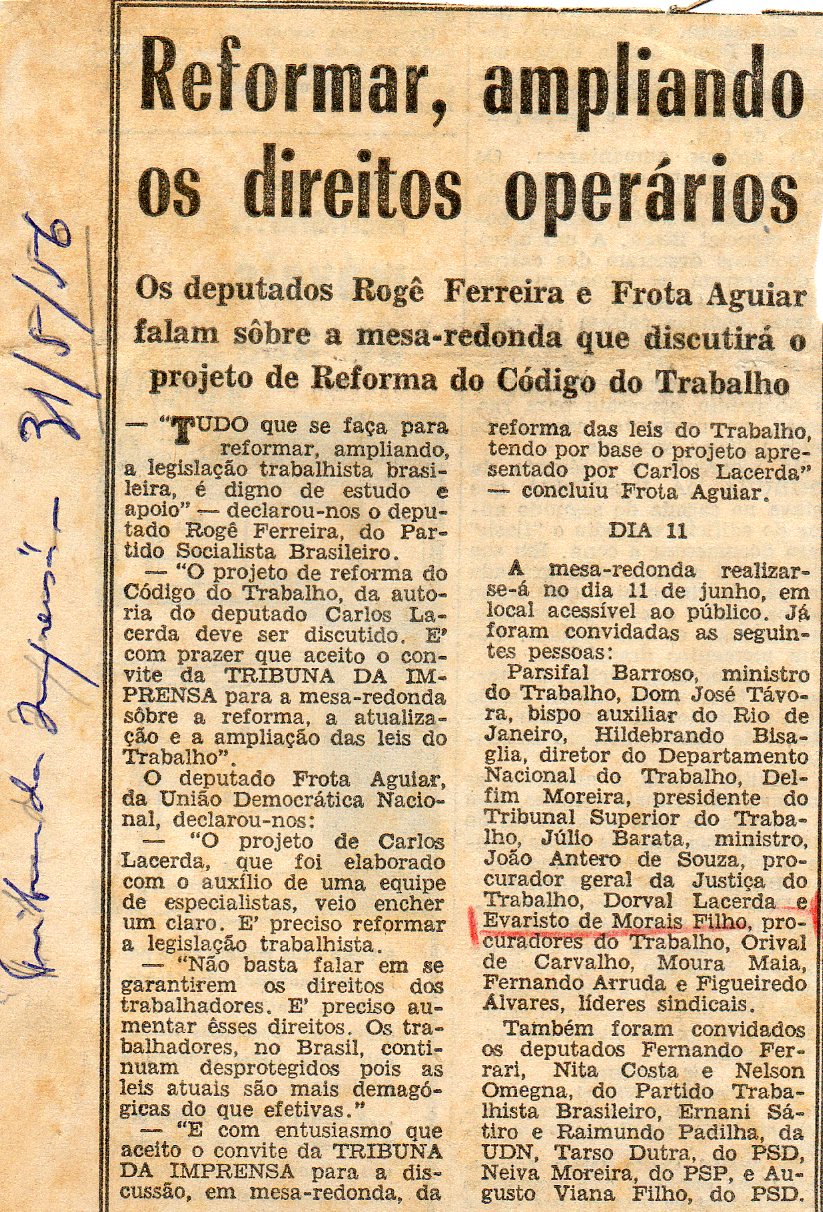 Reformar, ampliando
os direitos operários
Os deputados Rogê Ferreira e Frota Aguiar
falam sôbre a mesa-redonda que discutirá o
projeto de Reforma do Código do Trabalho
— "TUDO que se faça para
reformar, ampliando,
a legislação trabalhista brasi-
leira, é digno de estudo e
apoio" — declarou-nos o depu-
tado Rogê Ferreira, do Par-
tido Socialista Brasileiro.
— "O projeto de reforma do
Código do Trabalho, da auto-
ria do deputado Carlos La-
cerda deve ser discutido. E'
com prazer que aceito o con-
vite da TRIBUNA DA IM-
PRENSA para a mesa-redonda
sôbre a reforma, a atualiza-
ção e a ampliação das leis do
Trabalho".
O deputado Frota Aguiar,
da União Democrática Nacio-
nal, declarou-nos:
— "O projeto de Carlos
Lacerda, que foi elaborado
com o auxílio de uma equipe
de especialistas, veio encher
um claro. E' preciso reformar
a legislação trabalhista.
— "Não basta falar em se
garantirem os direitos dos
trabalhadores. E' preciso au-
mentar êsses direitos. Os tra-
balhadores, no Brasil, conti-
nuam desprotegidos pois as
leis atuais são mais demagó-
gicas do que efetivas."
— "E com entusiasmo que
aceito o convite da TRIBUNA
DA IMPRENSA para a dis-
cussão, em mesa-redonda, da
reforma das leis do Trabalho,
tendo por base o projeto apre-
sentado por Carlos Lacerda"
— concluiu Frota Aguiar.
DIA 11
A mesa-redonda realizar-
se-á no dia 11 de junho, em
local acessível ao público. Já
foram convidadas as seguin-
tes pessoas:
Parsifal Barroso, ministro
do Trabalho, Dom José Távo-
ra, bispo auxiliar do Rio de
Janeiro, Hildebrando Bisa-
glia, diretor do Departamento
Nacional do Trabalho, Del-
fim Moreira, presidente do
Tribunal Superior do Traba-
lho, Júlio Barata, ministro,
João Antero de Souza, pro-
curador geral da Justiça do
Trabalho, Dorval Lacerda e
Evaristo de Morais Filho, pro-
curadores do Trabalho, Orival
de Carvalho, Moura Maia,
Fernando Arruda e Figueiredo
Álvares, líderes sindicais.
Também foram convidados
os deputados Fernando Fer-
rari, Nita Costa e Nelson
Omegna, do Partido Traba-
lhista Brasileiro, Ernani Sá-
tiro e Raimundo Padilha, da
UDN, Tarso Dutra, do PSD,
Neiva Moreira, do PSP, e Au-
gusto Viana Filho, do PSD.
Tribuna da Imprensa — 31/5/56